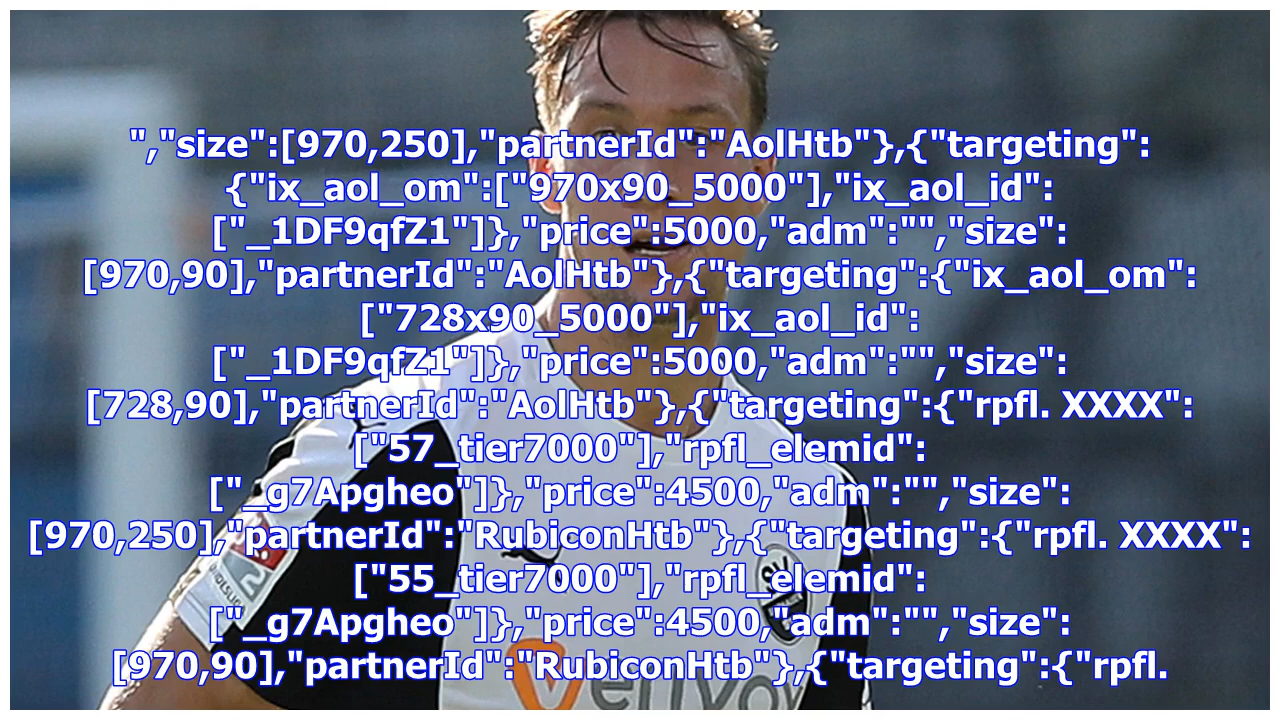 ","size":[970,250],"partnerId":"AolHtb"},{"targeting":
{"ix_aol_om":["970x90_5000"],"ix_aol_id":
["_1DF9qfZ1"]},"price":5000,"adm":"","size":
[970,90],"partnerId":"AolHtb"},{"targeting":{"ix_aol_om":
["728x90_5000"],"ix_aol_id":
["_1DF9qfZ1"]},"price":5000,"adm":"","size":
[728,90],"partnerId":"AolHtb"},{"targeting":{"rpfl. XXXX":
["57_tier7000"],"rpfl_elemid":
["_g7Apgheo"]},"price":4500,"adm":"","size":
[970,250],"partnerId":"RubiconHtb"},{"targeting":{"rpfl. XXXX":
["55_tier7000"],"rpfl_elemid":
["_g7Apgheo"]},"price":4500,"adm":"","size":
[970,90],"partnerId":"RubiconHtb"},{"targeting":{"rpfl.